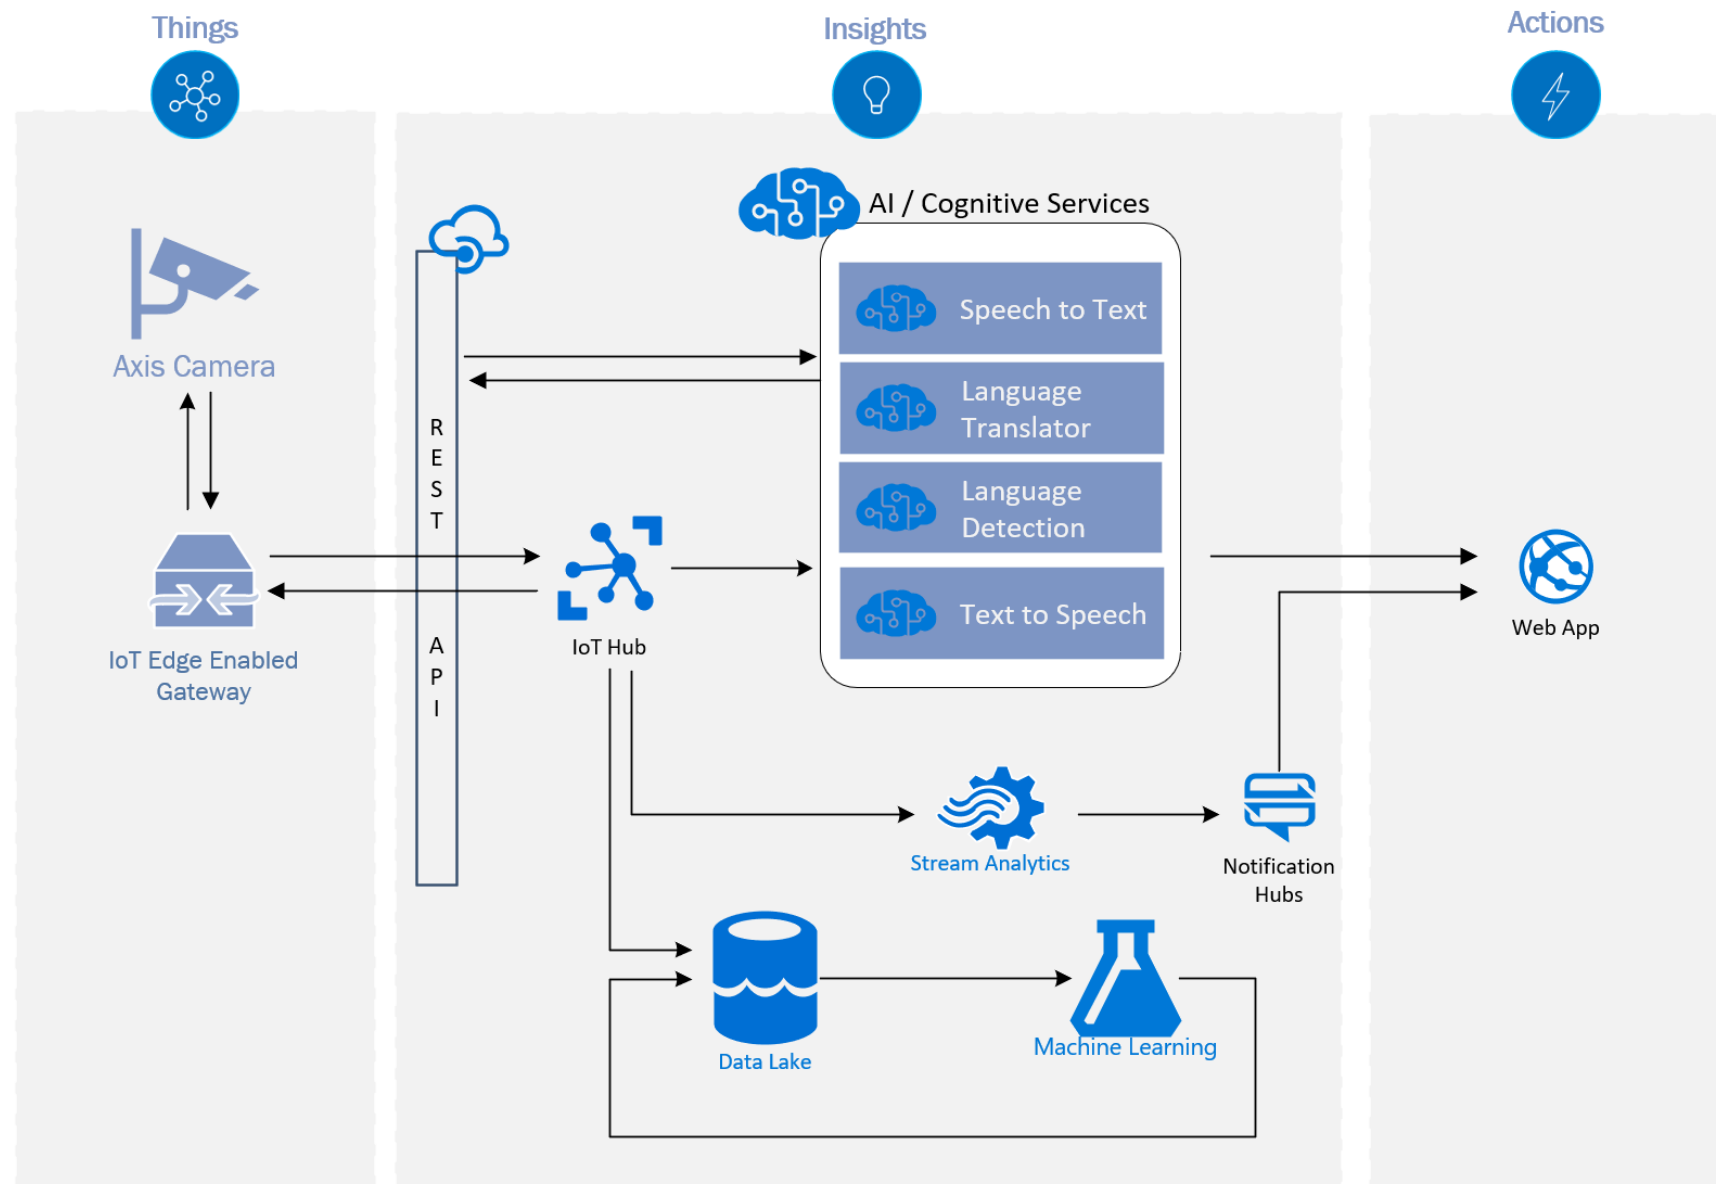 Things
Insights
Actions
AI / Cognitive Services
Speech to Text
Axis Camera
Language
Translator
R
E
S
T
Language
Detection
A
P
I
Text to Speech
IoT Hub
Web App
IoT Edge Enabled
Gateway
Stream Analytics
Notification
Hubs
Data Lake
Machine Learning